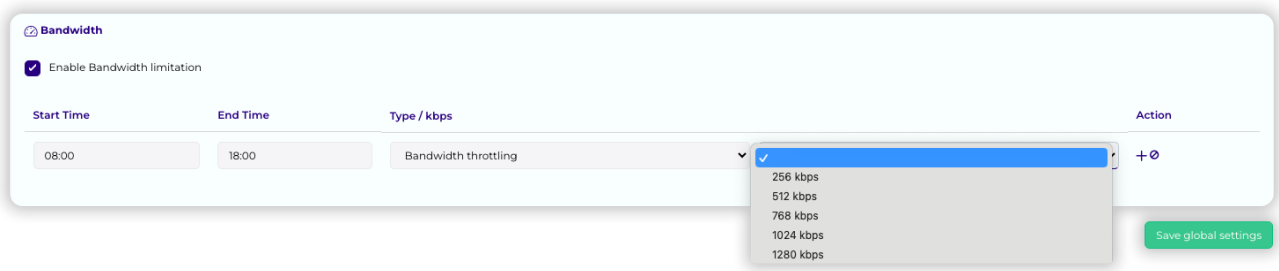 Bandwidth
Enable Bandwidth limitation
Start Time End Time Type / kbps Action
08:00 18:00 Bandwidth throttling
256 kbps
512 kbps
768 kbps
1024 kbps
1280 kbps
Save global settings